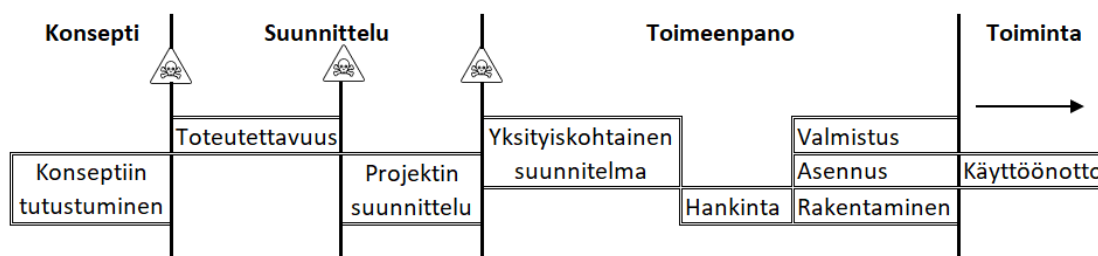 Konsepti
Suunnittelu
Toimeenpano
Toiminta
Konseptiin
tutustuminen
Toteutettavuus
Projektin
suunnittelu
Yksityiskohtainen
suunnitelma
Hankinta
Valmistus
Asennus
Rakentaminen
Käyttöönotto